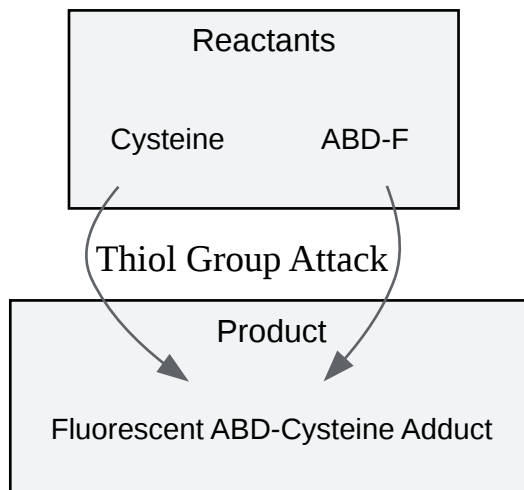 Reactants
Cysteine ABD-F
Thiol Group Attack
Product
Fluorescent ABD-Cysteine Adduct